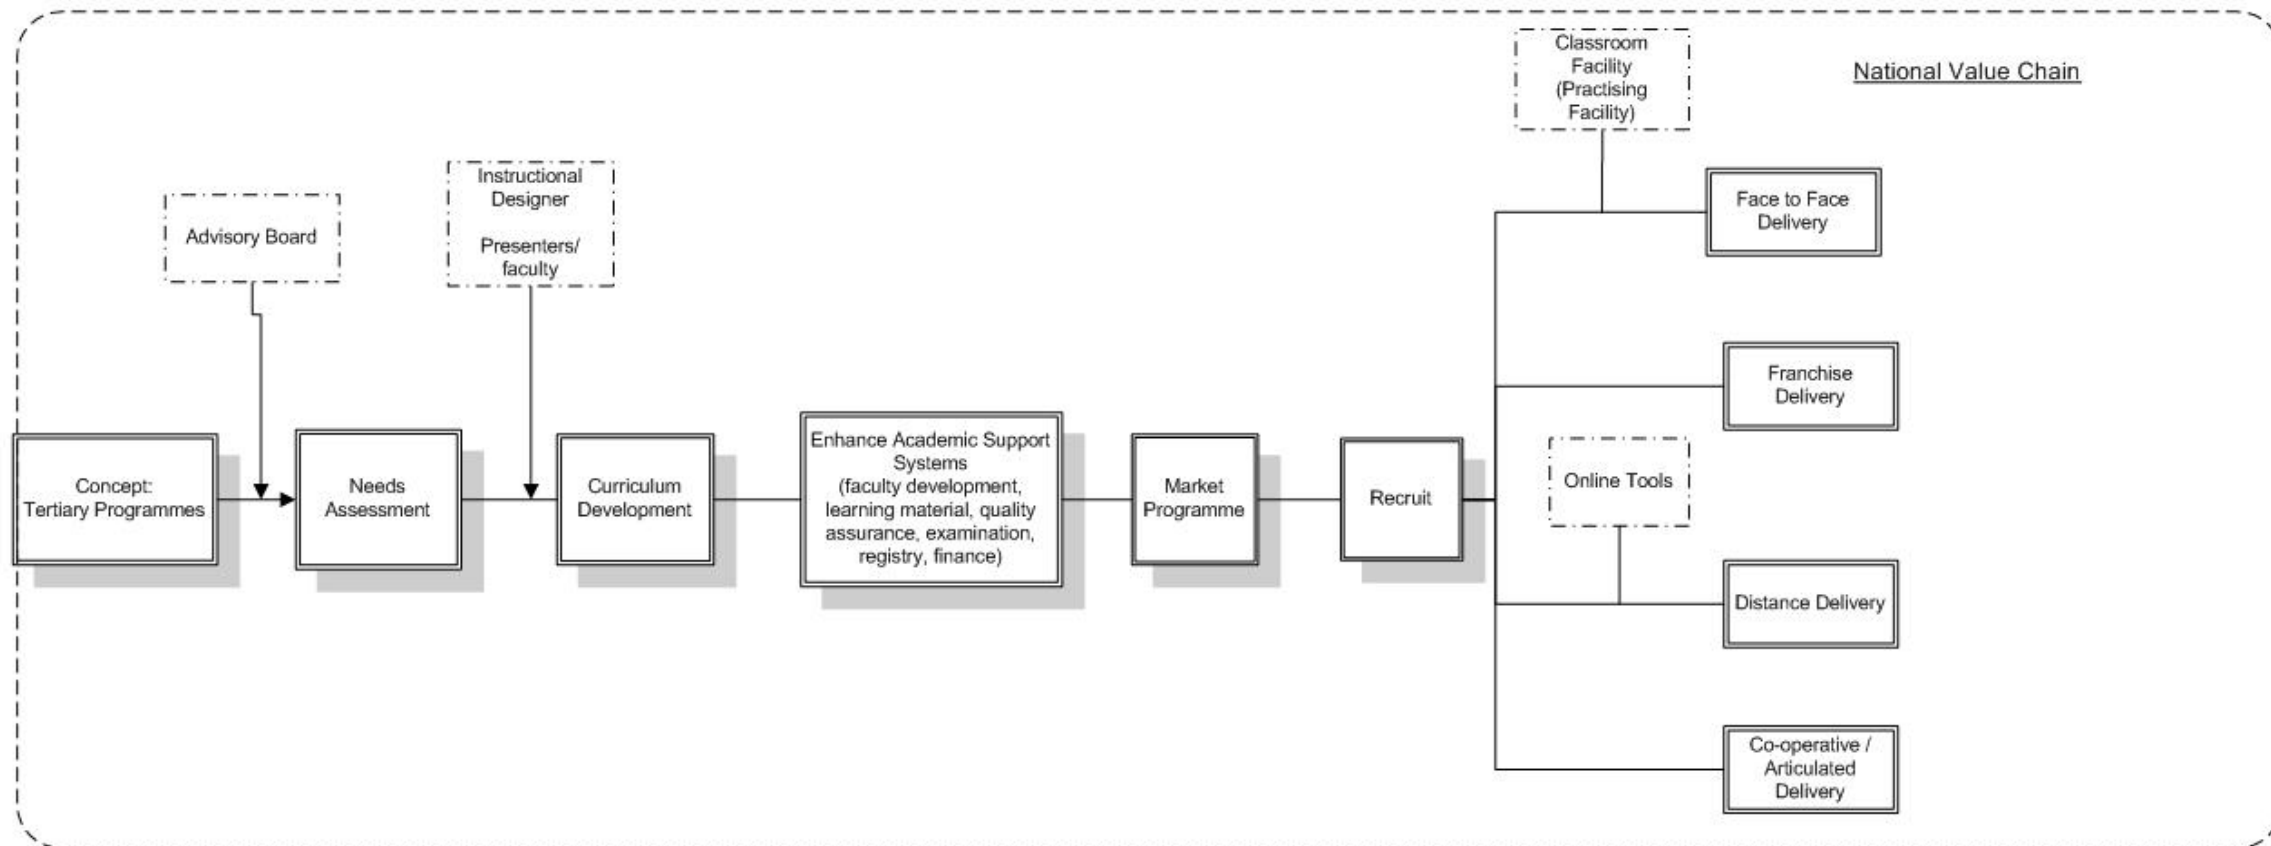 National Value Chain
Classroom
Facility
(Practising
Facility)
Instructional
Designer
Presenters/
faculty
Advisory Board
Face to Face
Delivery
Franchise
Delivery
Concept:
Tertiary Programmes
Needs
Assessment
Curriculum
Development
Enhance Academic Support
Systems
(faculty development,
learning material, quality
assurance, examination,
registry, finance)
Market
Programme
Recruit
Online Tools
Distance Delivery
Co-operative /
Articulated
Delivery